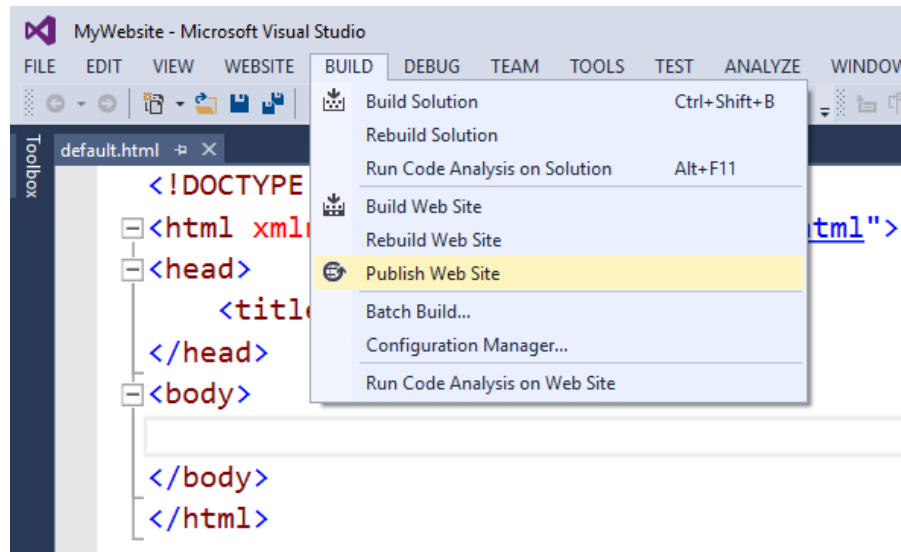 MyWebsite - Microsoft Visual Studio
FILE EDIT VIEW WEBSITE BUILD DEBUG TEAM TOOLS TEST ANALYZE
Toolbox
default.html
Build Solution Ctrl+Shift+B
Rebuild Solution
Run Code Analysis on Solution Alt+F11
Build Web Site
Rebuild Web Site
Publish Web Site
Batch Build...
Configuration Manager...
Run Code Analysis on Web Site
<!DOCTYPE
<html tml">
<head>
</head>
<body>
</body>
</html>